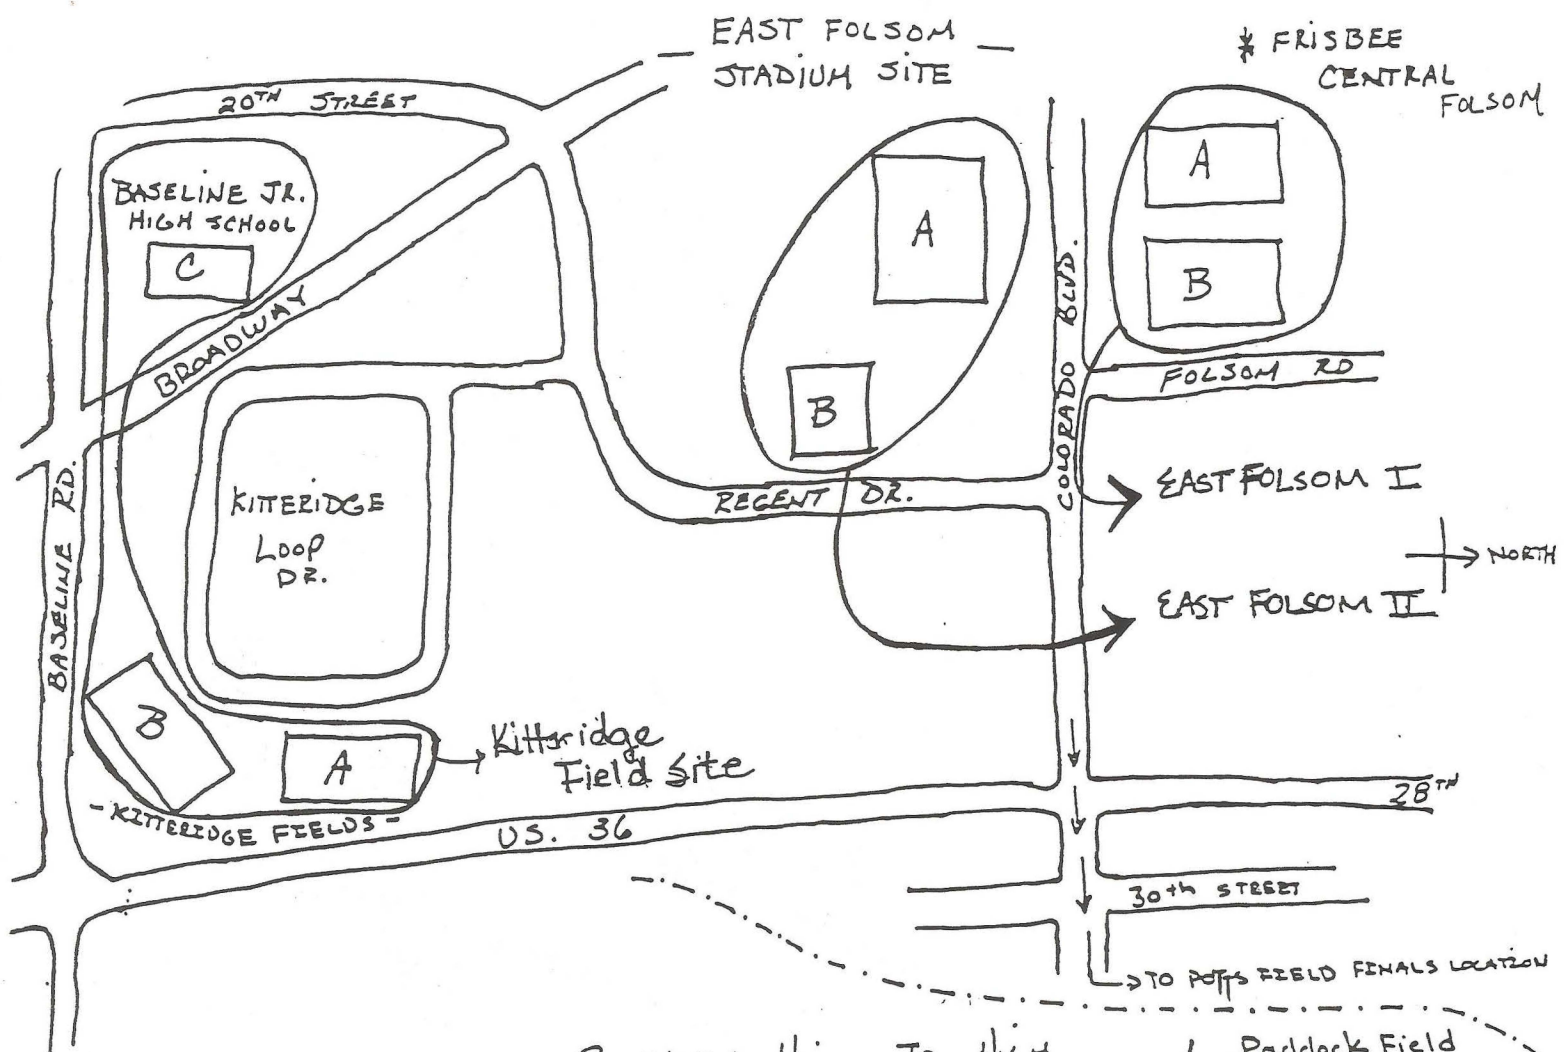 EAST FOLSOM
STADIUM SITE
* FRISBEE
CENTRAL
FOLSOM
20TH STREET
BASELINE JR.
HIGH SCHOOL
C
A
B
A
B
BROADWAY
COLORADO BLVD.
FOLSOM RD
KITTERIDGE
LOOP
DR.
REGENT DR.
EAST FOLSOM I
NORTH
EAST FOLSOM II
BASELINE RD.
B
A
Kittsridge
Field Site
-KITTERIDGE FIELDS-
U.S. 36
28TH
30th STREET
TO POTTS FIELD FINALS LOCATION
Paddock Field